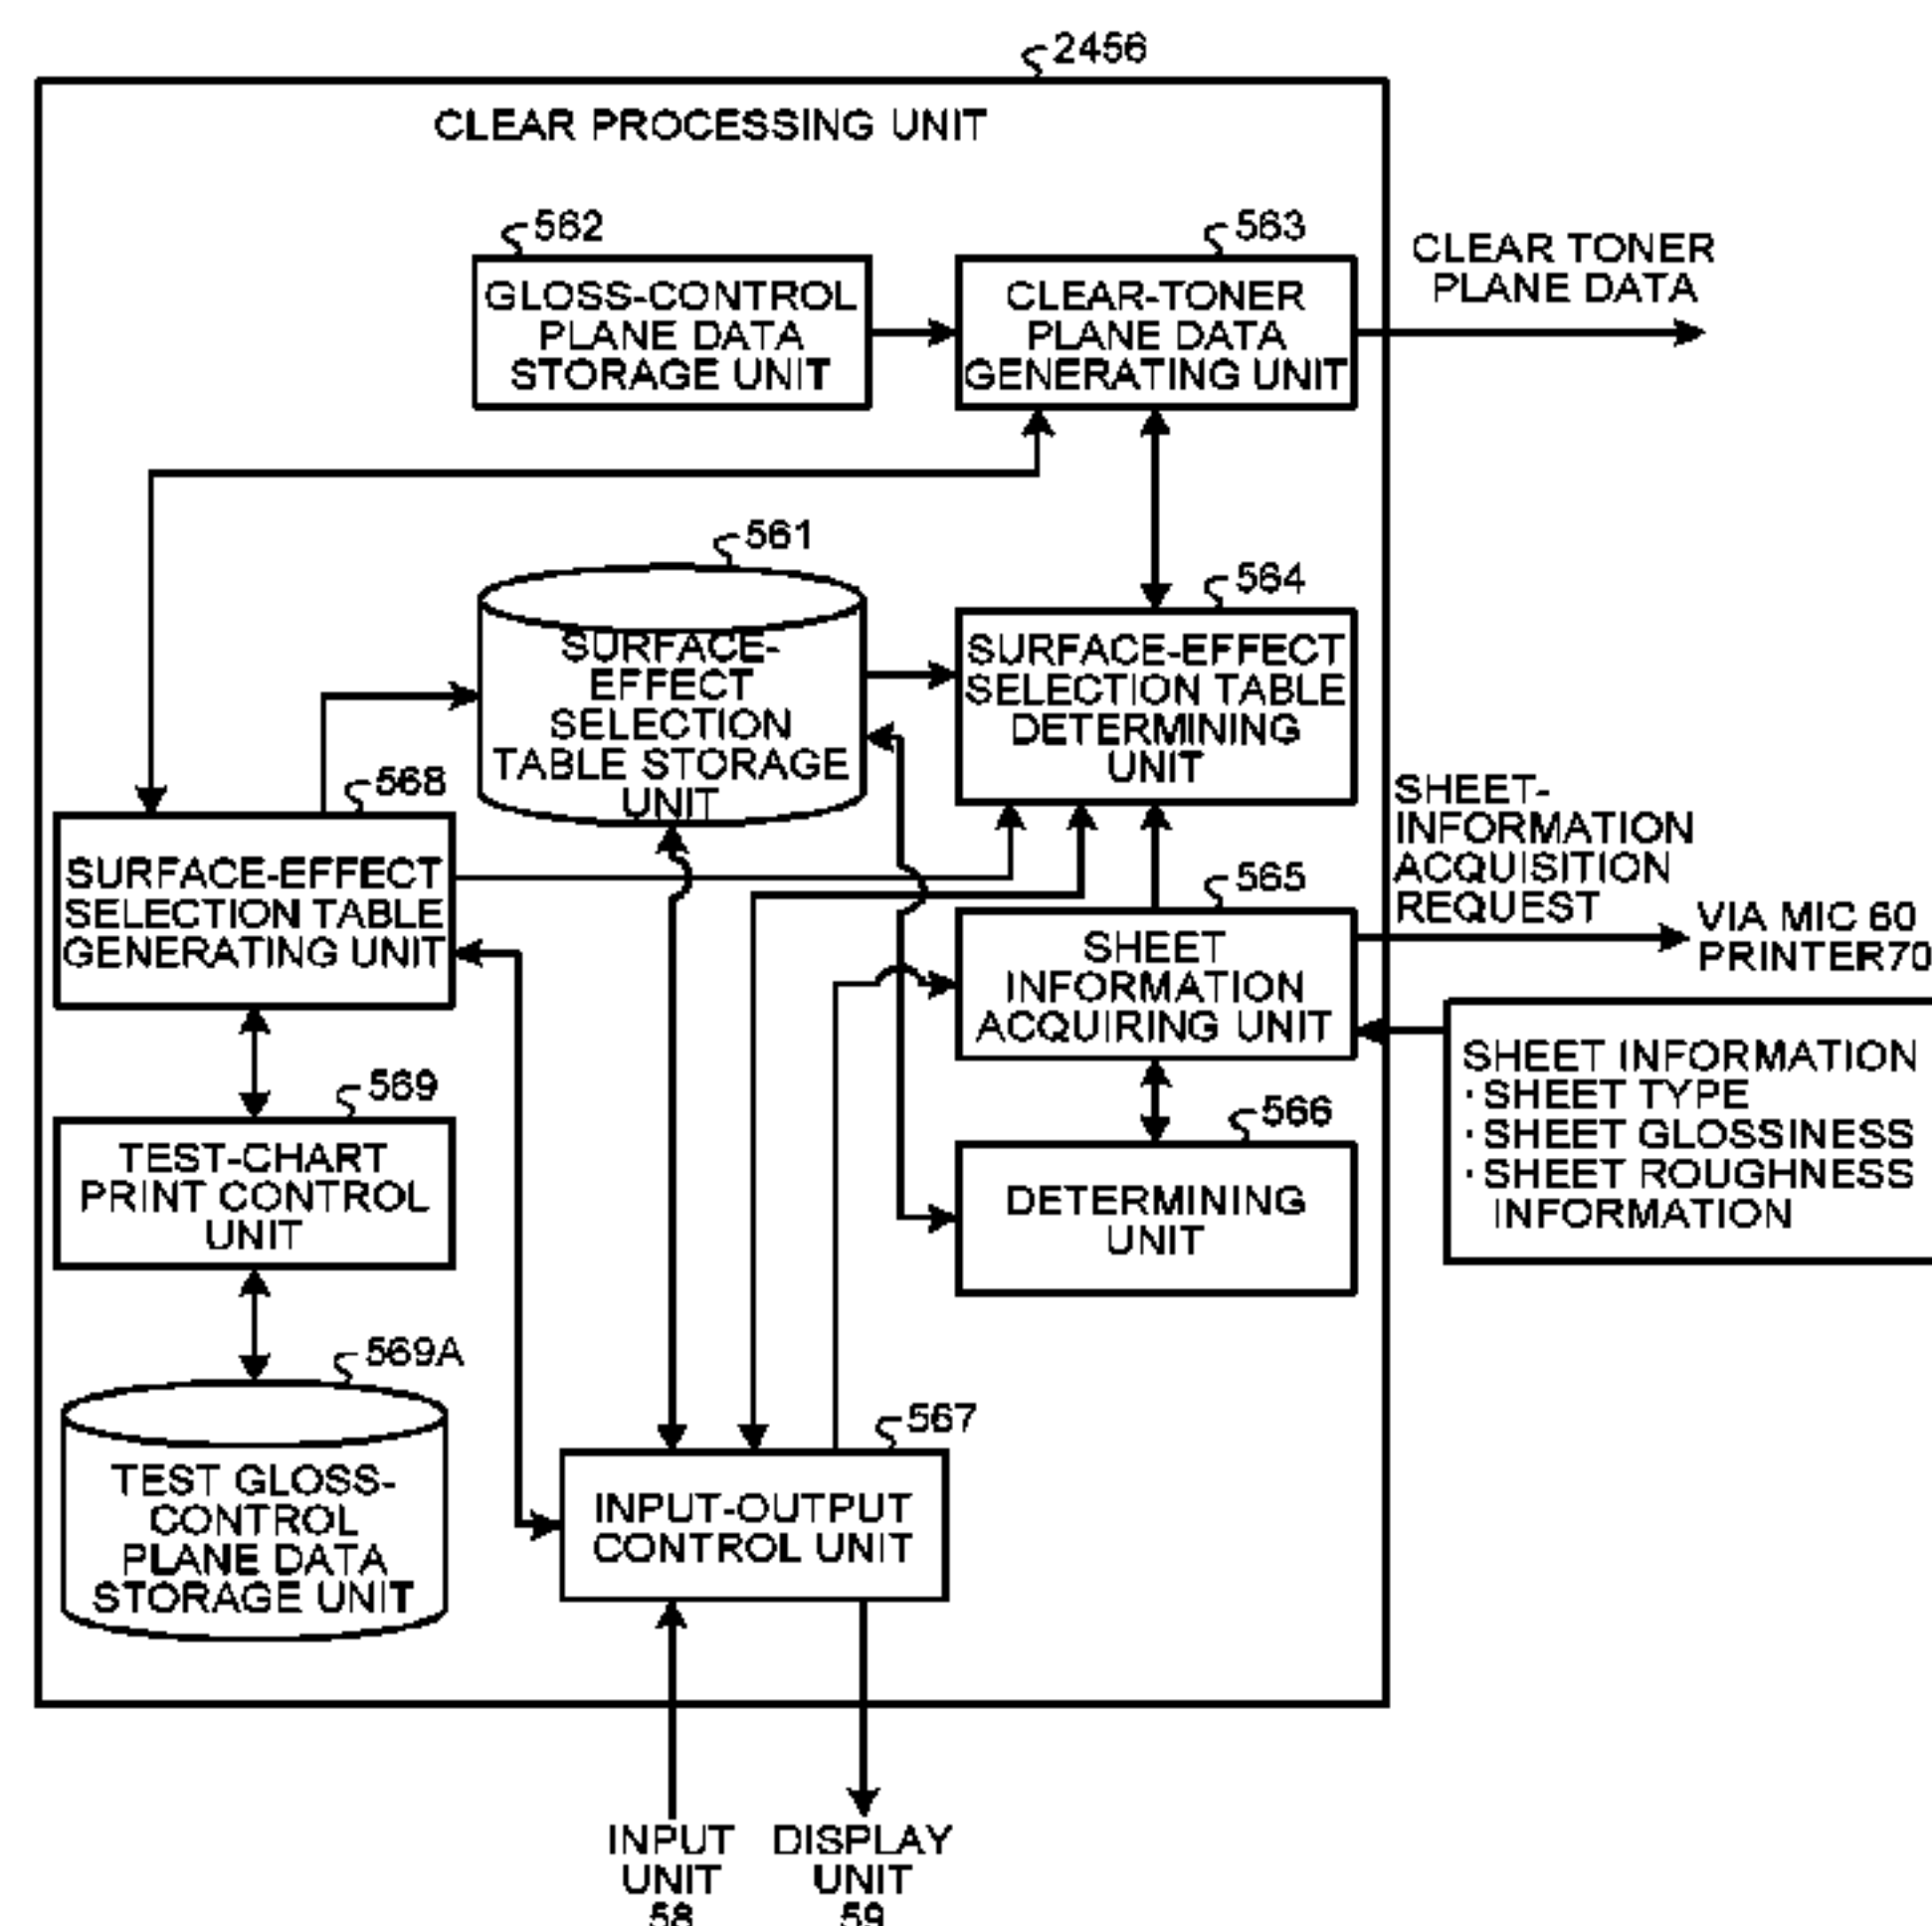 2456
CLEAR PROCESSING UNIT
562
GLOSS-CONTROL
PLANE DATA
STORAGE UNIT
563
CLEAR-TONER
PLANE DATA
GENERATING UNIT
CLEAR TONER
PLANE DATA
561
SURFACE-
EFFECT
SELECTION
TABLE STORAGE
UNIT
564
SURFACE-EFFECT
SELECTION TABLE
DETERMINING
UNIT
568
SURFACE-EFFECT
SELECTION TABLE
GENERATING UNIT
SHEET-
INFORMATION
ACQUISITION
REQUEST
565
SHEET
INFORMATION
ACQUIRING UNIT
VIA MIC 60
PRINTER70
SHEET INFORMATION
·SHEET TYPE
·SHEET GLOSSINESS
·SHEET ROUGHNESS
INFORMATION
569
TEST-CHART
PRINT CONTROL
UNIT
566
DETERMINING
UNIT
569A
TEST GLOSS-
CONTROL
PLANE DATA
STORAGE UNIT
567
INPUT-OUTPUT
CONTROL UNIT
INPUT
UNIT
58
DISPLAY
UNIT
59